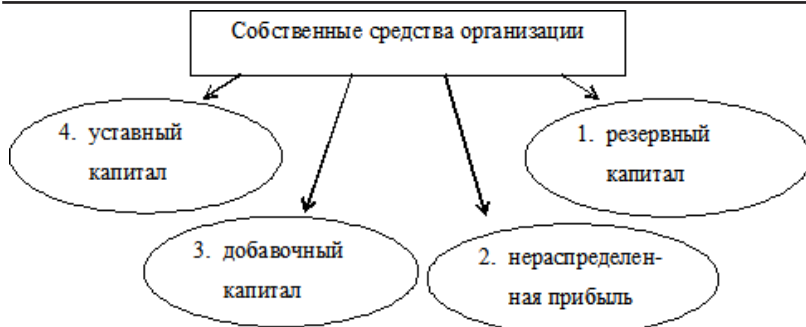 Собственные средства организации
4. уставный
капитал
1. резервный
капитал
3. добавочный
капитал
2. нераспределен-
ная прибыль